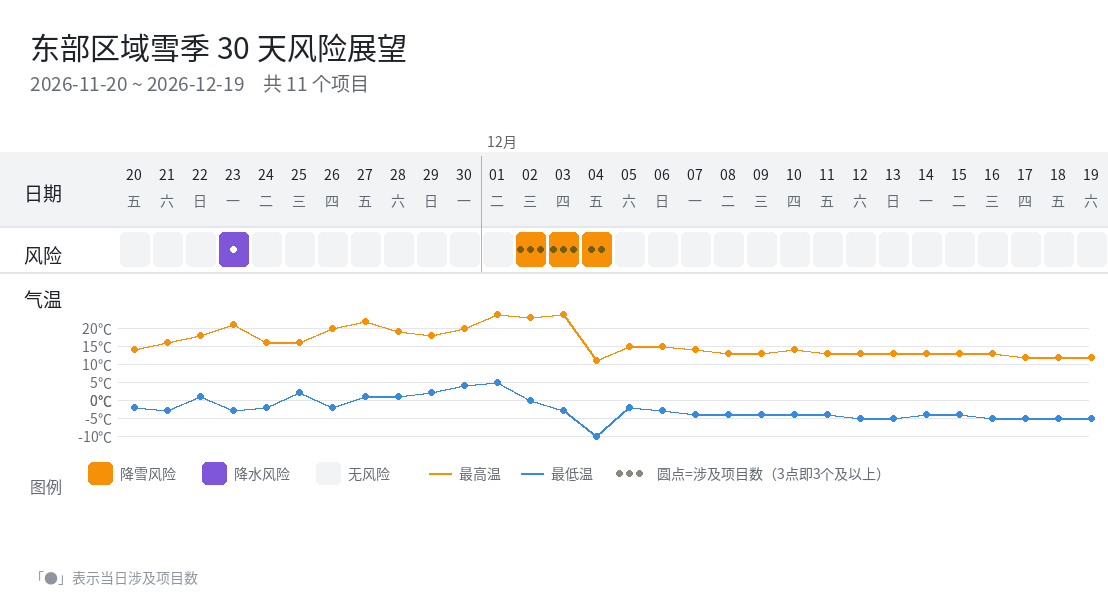 东部区域雪季 30 天风险展望
2026-11-20 ~ 2026-12-19 共 11 个项目
12月
日期
20 21 22 23 24 25 26 27 28 29 30 01 02 03 04 05 06 07 08 09 10 11 12 13 14 15 16 17 18 19
五 六 日 一 二 三 四 五 六 日 一 二 三 四 五 六 日 一 二 三 四 五 六 日 一 二 三 四 五 六
风险
气温
20°C
15°C
10°C
5°C
0°C
-5°C
-10°C
图例 降雪风险 降水风险 无风险 最高温 最低温 圆点=涉及项目数（3点即3个及以上）
「●」表示当日涉及项目数